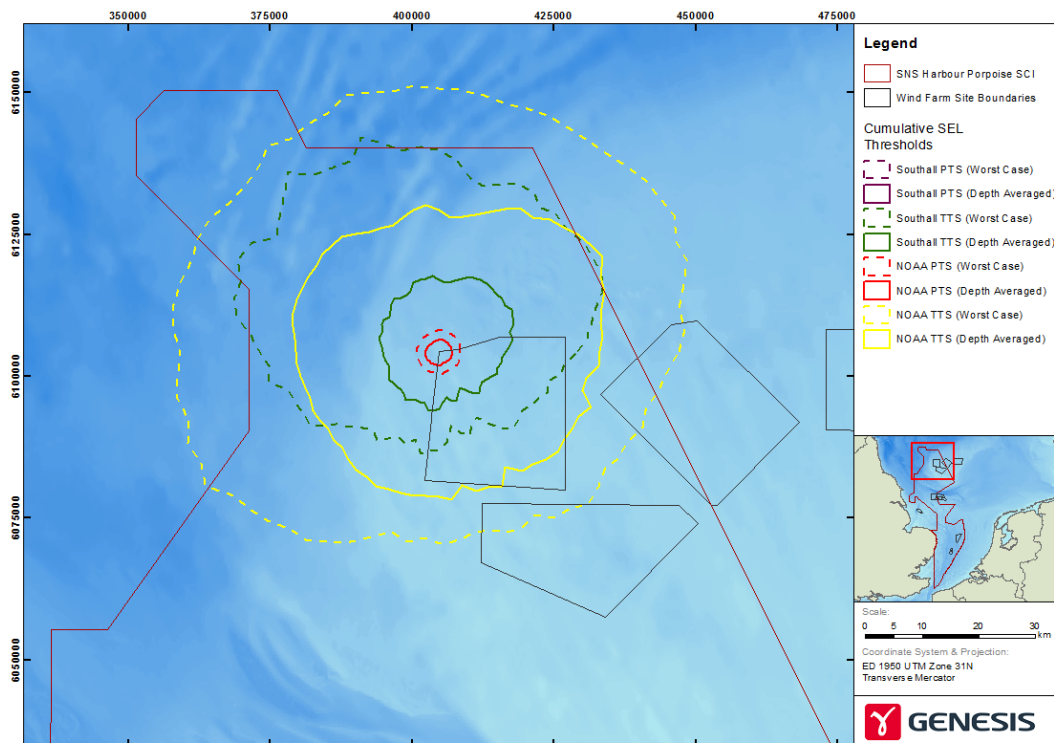 350000 375000 400000 425000 450000 475000
6150000
6125000
6100000
6075000
6050000
Legend
SNS Harbour Porpoise SCI
Wind Farm Site Boundaries
Cumulative SEL
Thresholds
Southall PTS (Worst Case)
Southall PTS (Depth Averaged)
Southall TTS (Worst Case)
Southall TTS (Depth Averaged)
NOAA PTS (Worst Case)
NOAA PTS (Depth Averaged)
NOAA TTS (Worst Case)
NOAA TTS (Depth Averaged)
Scale:
0 5 10 20 30
km
Coordinate System & Projection:
ED 1950 UTM Zone 31N
Transverse Mercator
GENESIS